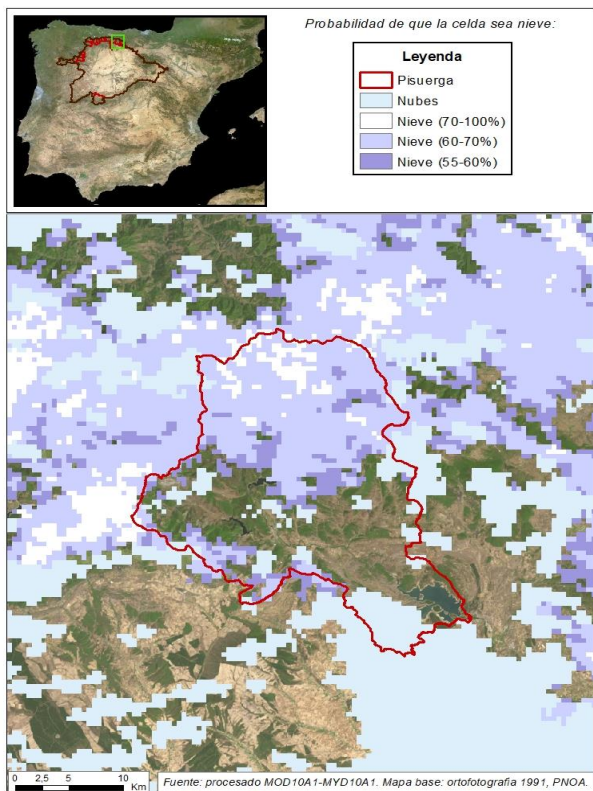 Probabilidad de que la celda sea nieve:
Leyenda
Pisuerga
Nubes
Nieve (70-100%)
Nieve (60-70%)
Nieve (55-60%)
0 2,5 5 10
Km
Fuente: procesado MOD10A1-MYD10A1. Mapa base: ortofotografía 1991, PNOA.